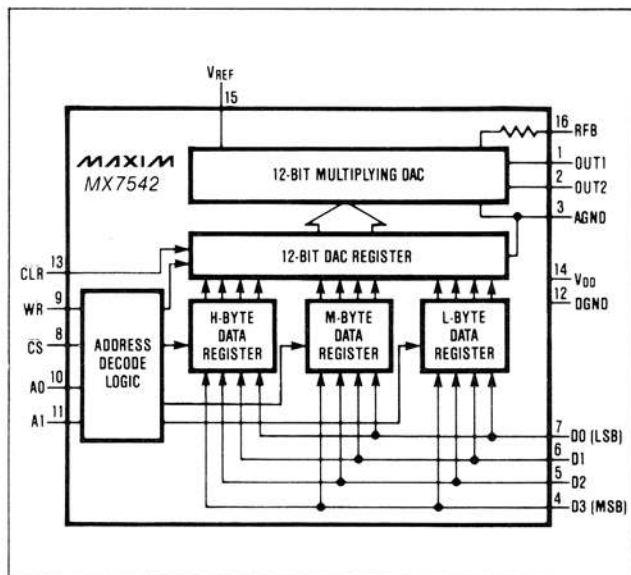 VREF
15
16 RFB
MAXIM
MX7542
12-BIT MULTIPLYING DAC
1 OUT1
2 OUT2
3 AGND
12-BIT DAC REGISTER
13 CLR
14 VDD
12 DGND
9 WR
8 CS
10 A0
11 A1
ADDRESS
DECODE
LOGIC
H-BYTE
DATA
REGISTER
M-BYTE
DATA
REGISTER
L-BYTE
DATA
REGISTER
7 D0 (LSB)
6 D1
5 D2
4 D3 (MSB)